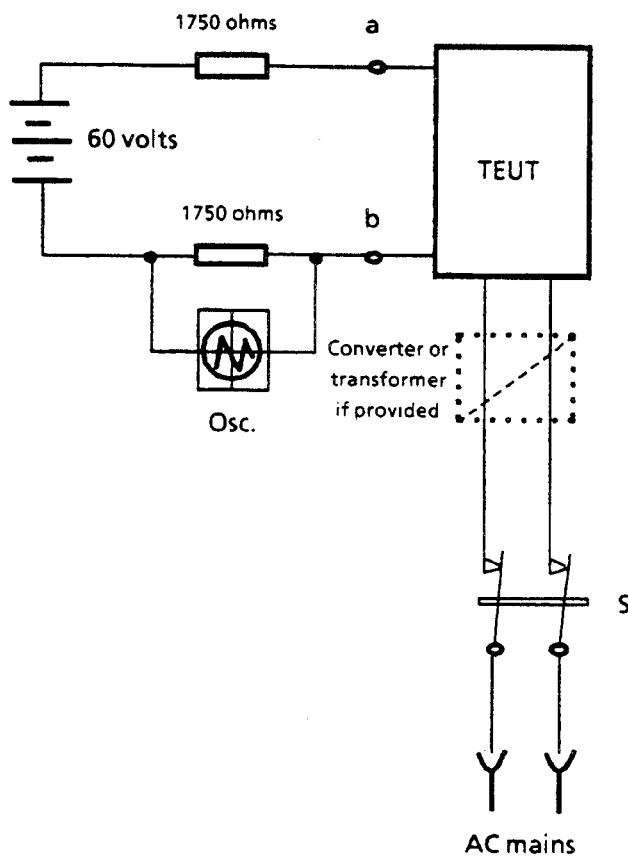 1750 ohms
a
60 volts
TEUT
1750 ohms
b
Converter or
transformer
if provided
Osc.
S
AC mains